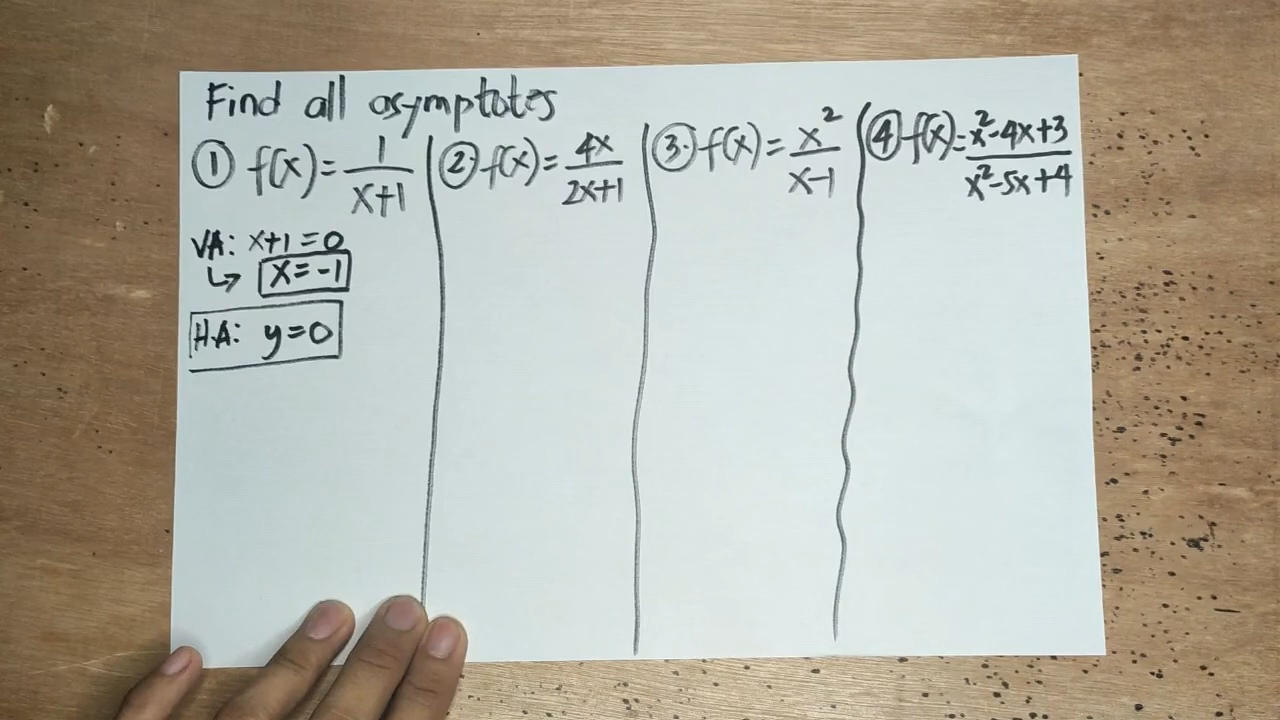 Find all asymptotes
① f(x) = 1/(x+1)
VA: x+1=0
↳ x=-1
H.A: y=0
②. f(x) = 4x/(2x+1)
③. f(x) = x²/(x-1)
④ f(x) = (x²-4x+3)/(x²-5x+4)